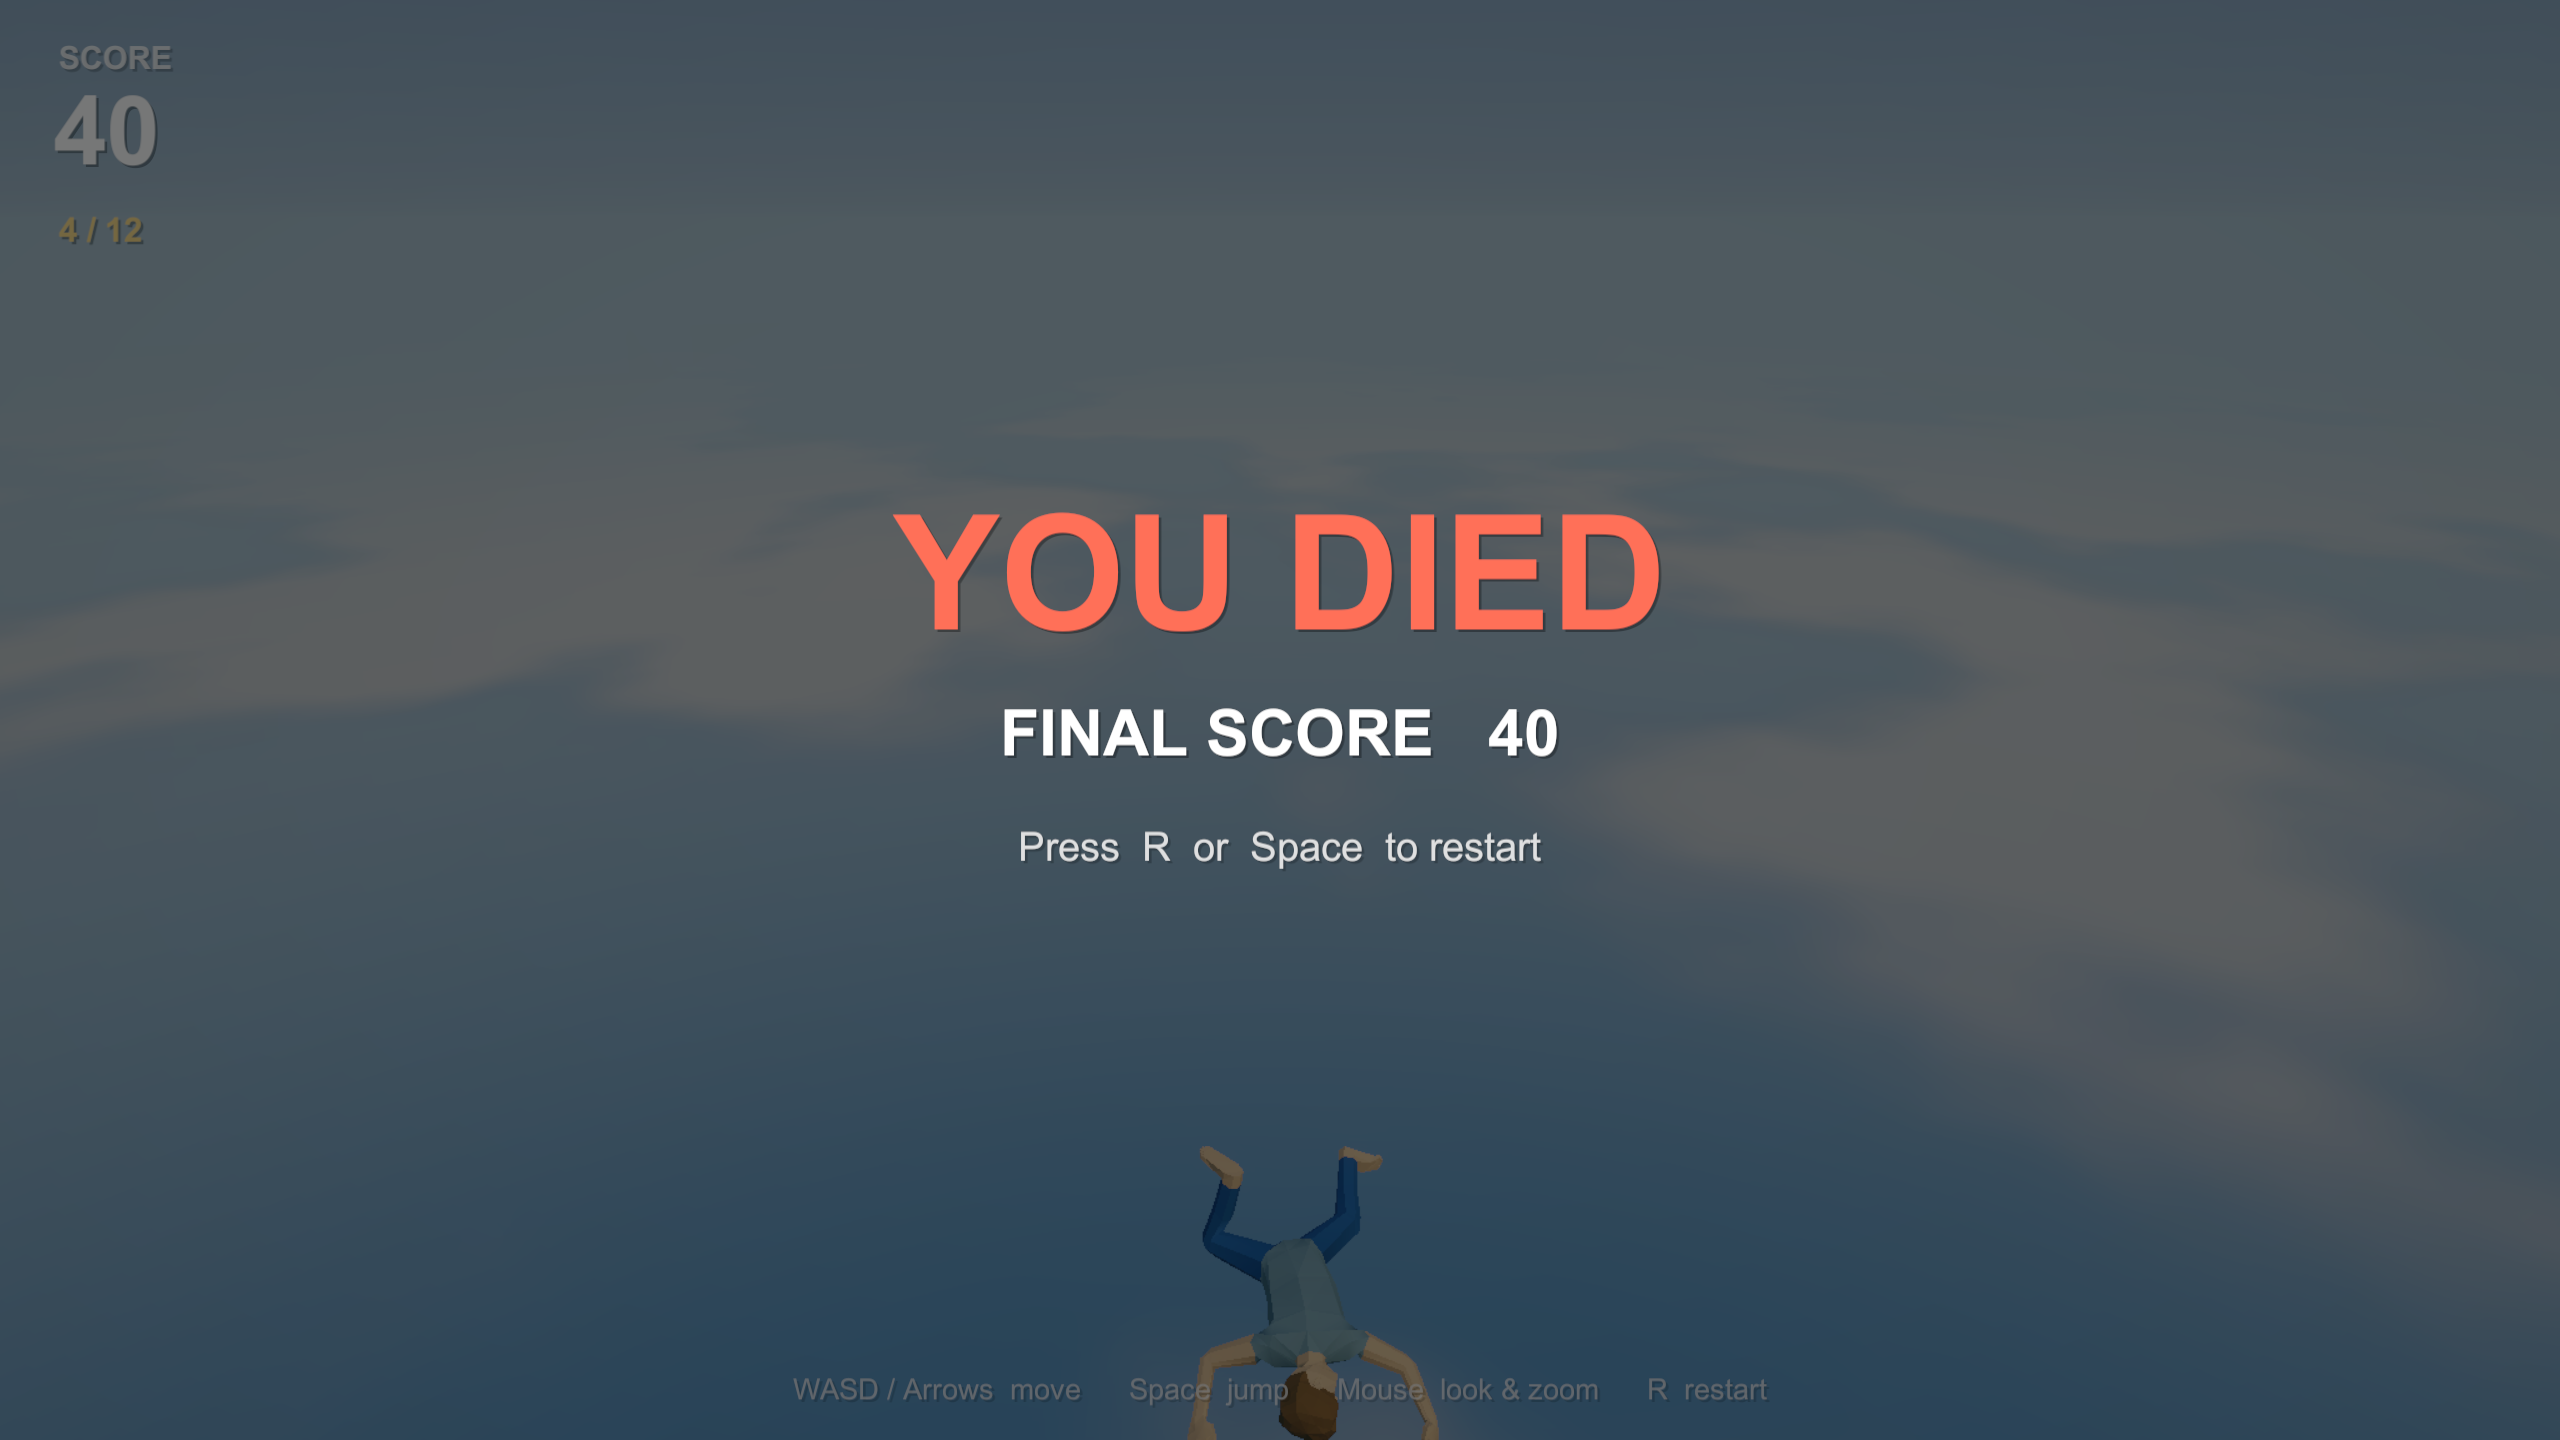 SCORE
40
4 / 12
YOU DIED
FINAL SCORE 40
Press R or Space to restart
WASD / Arrows move Space jump Mouse look & zoom R restart